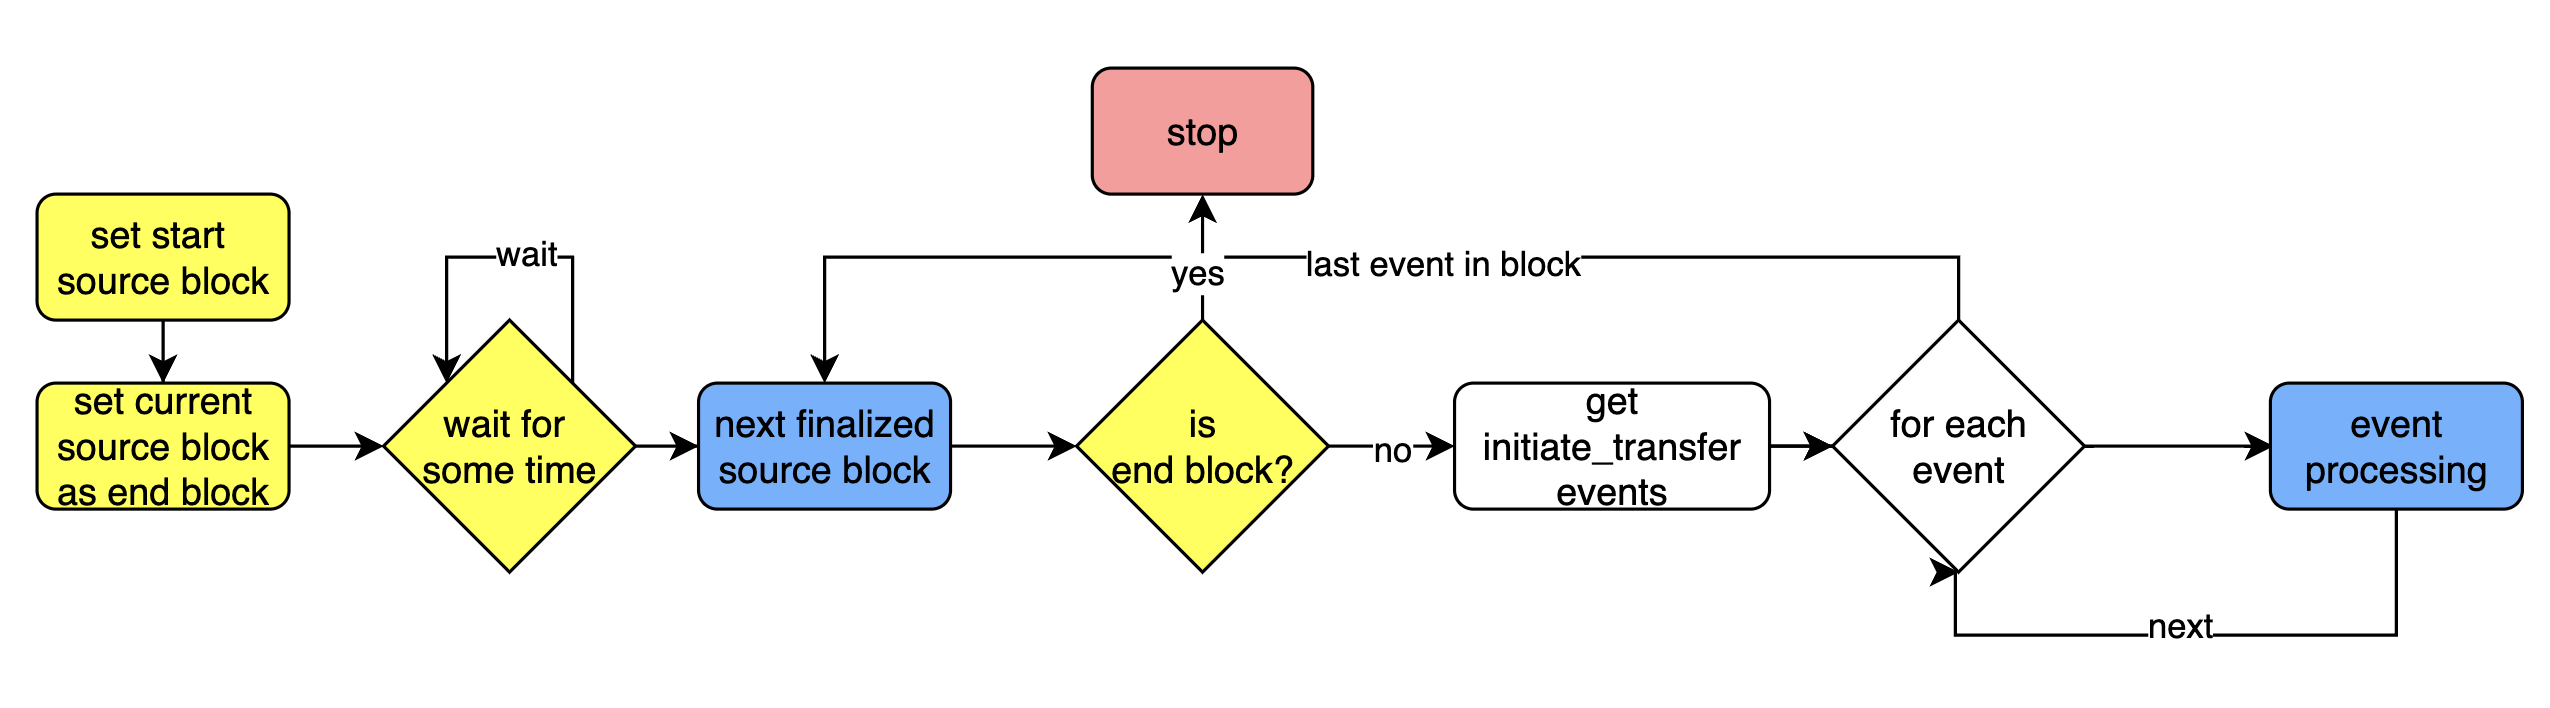 stop
set start
source block
wait
yes
last event in block
set current
source block
as end block
wait for
some time
next finalized
source block
is
end block?
no
get
initiate_transfer
events
for each
event
event
processing
next